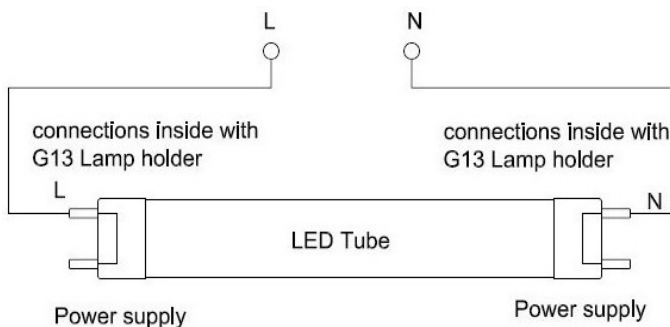 L
N
connections inside with
G13 Lamp holder
connections inside with
G13 Lamp holder
L
N
LED Tube
Power supply
Power supply